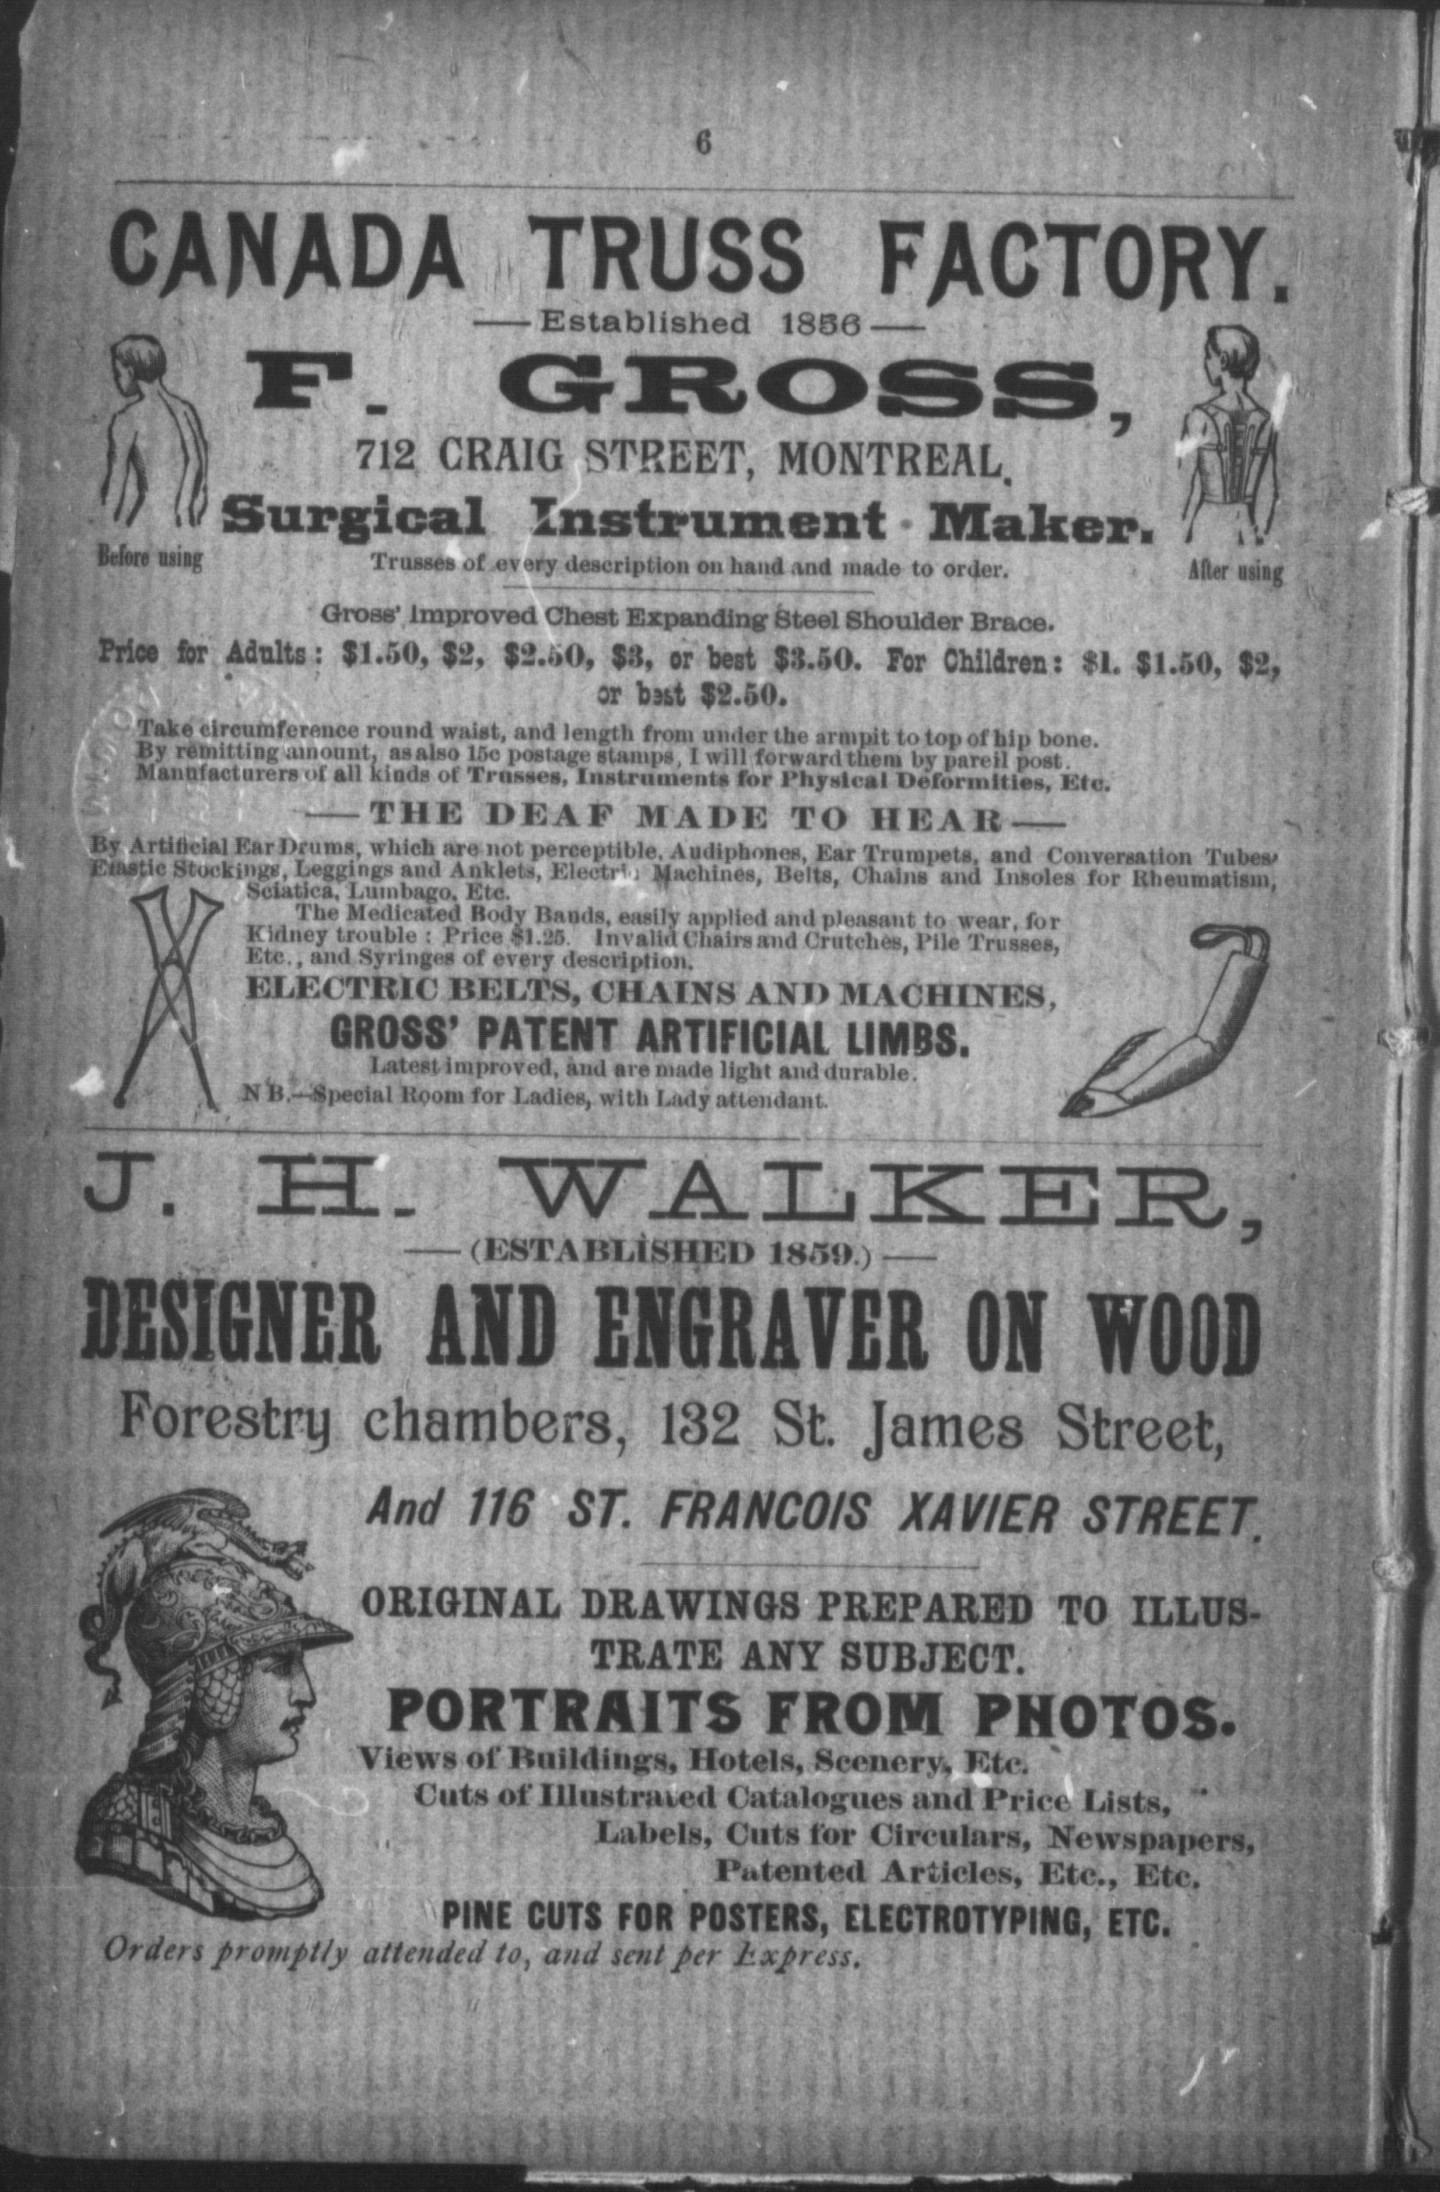 6
CANADA TRUSS FACTORY.
—Established 1856—
F. GROSS,
712 CRAIG STREET, MONTREAL.
Surgical Instrument Maker.
Before using
Trusses of every description on hand and made to order.
After using
Gross' Improved Chest Expanding Steel Shoulder Brace.
Price for Adults: $1.50, $2, $2.50, $3, or best $3.50. For Children: $1. $1.50, $2,
or best $2.50.
Take circumference round waist, and length from under the armpit to top of hip bone.
By remitting amount, as also 15c postage stamps, I will forward them by parcil post.
Manufacturers of all kinds of Trusses, Instruments for Physical Deformities, Etc.
—THE DEAF MADE TO HEAR—
By Artificial Ear Drums, which are not perceptible, Audiphones, Ear Trumpets, and Conversation Tubes,
Elastic Stockings, Leggings and Anklets, Electric Machines, Belts, Chains and Insoles for Rheumatism,
Sciatica, Lumbago, Etc.
The Medicated Body Bands, easily applied and pleasant to wear, for
Kidney trouble: Price $1.25. Invalid Chairs and Crutches, Pile Trusses,
Etc., and Syringes of every description.
ELECTRIC BELTS, CHAINS AND MACHINES,
GROSS' PATENT ARTIFICIAL LIMBS.
Latest improved, and are made light and durable.
N B.—Special Room for Ladies, with Lady attendant.
J. H. WALKER,
—(ESTABLISHED 1859.)—
DESIGNER AND ENGRAVER ON WOOD
Forestry chambers, 132 St. James Street,
And 116 ST. FRANCOIS XAVIER STREET.
ORIGINAL DRAWINGS PREPARED TO ILLUS-
TRATE ANY SUBJECT.
PORTRAITS FROM PHOTOS.
Views of Buildings, Hotels, Scenery, Etc.
Cuts of Illustrated Catalogues and Price Lists,
Labels, Cuts for Circulars, Newspapers,
Patented Articles, Etc., Etc.
PINE CUTS FOR POSTERS, ELECTROTYPING, ETC.
Orders promptly attended to, and sent per Express.